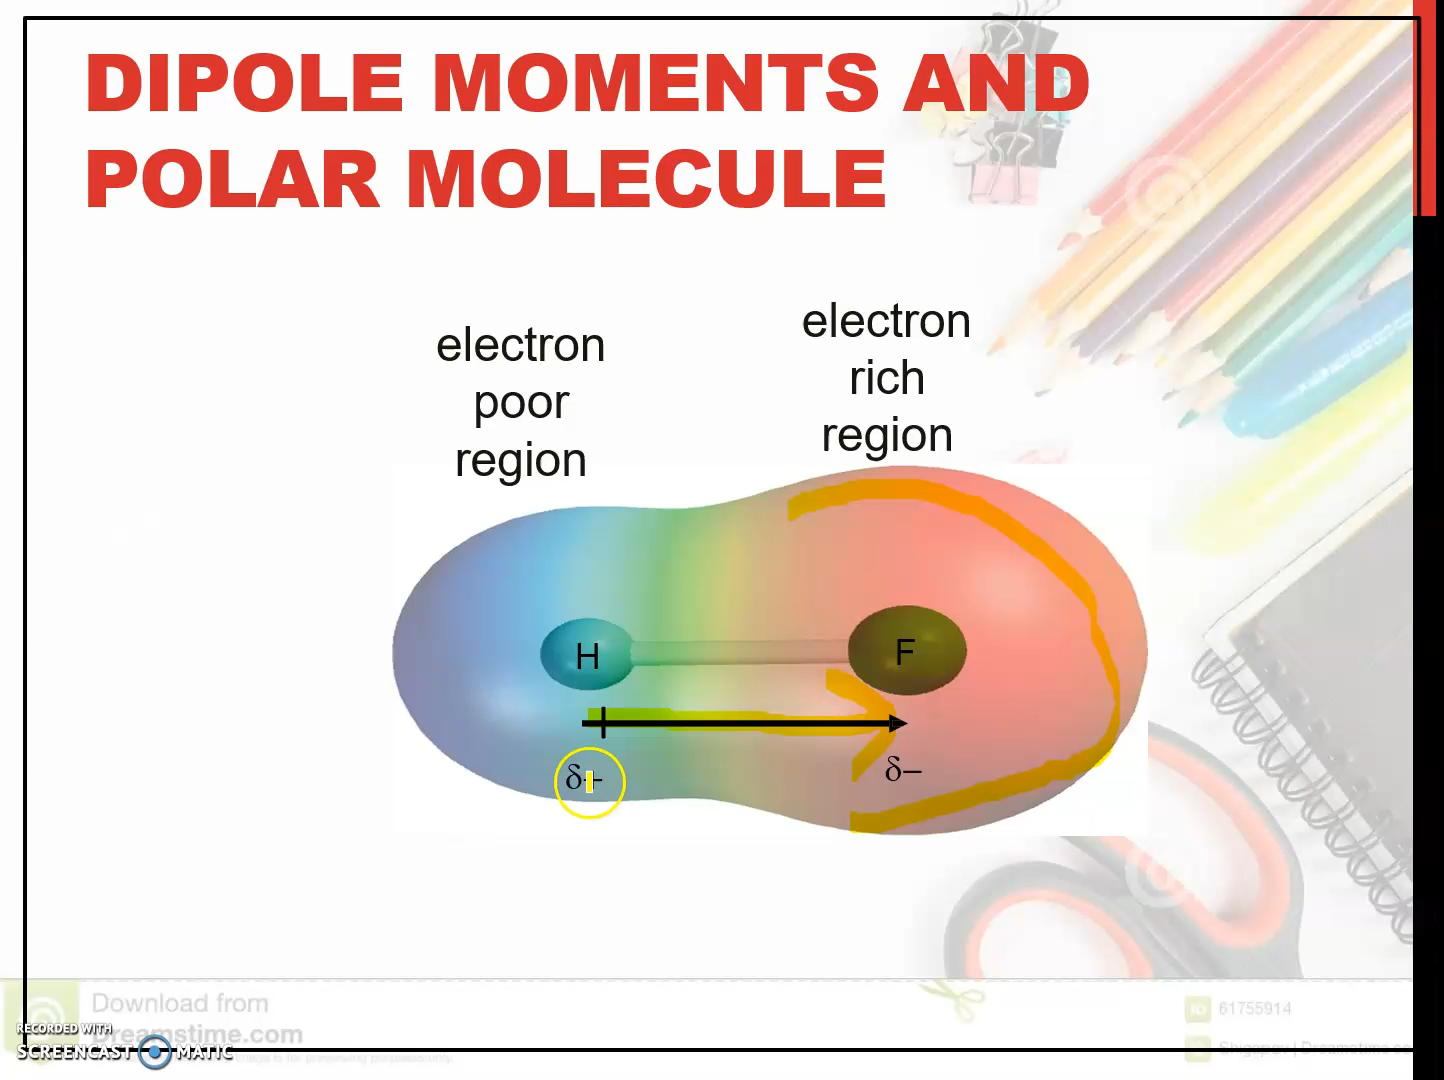 DIPOLE MOMENTS AND
POLAR MOLECULE
electron
poor
region
electron
rich
region
H
F
δ+
δ−
Download from
Dreamstime.com
RECORDED WITH
SCREENCAST MATIC
ID 61755914